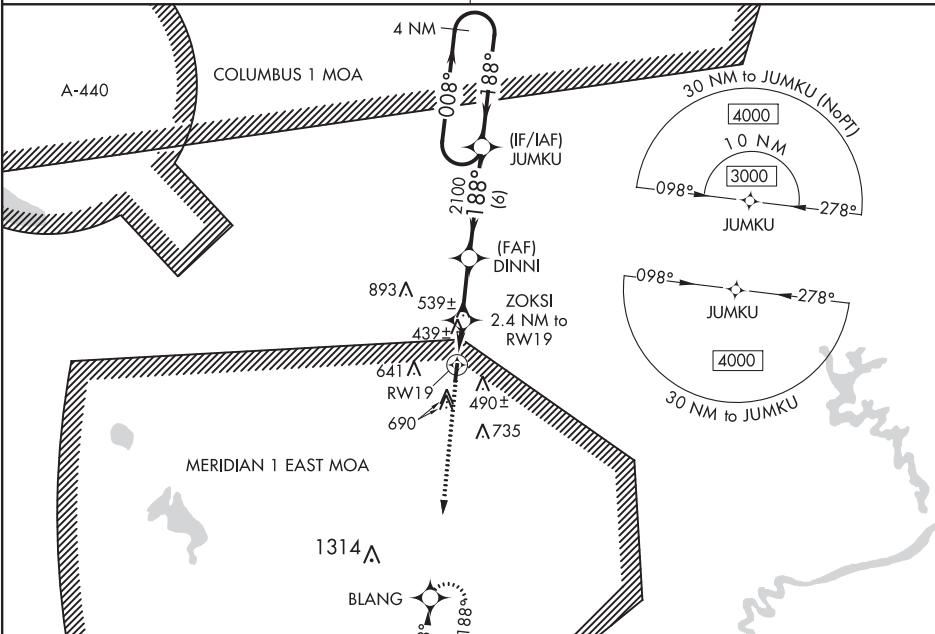 4 NM
A-440
COLUMBUS 1 MOA
008°
188°
(IF/IAF)
JUMKU
2100
188°
(6)
(FAF)
DINNI
893
539±
ZOKSI
2.4 NM to
RW19
439±
641
RW19
490±
690
735
MERIDIAN 1 EAST MOA
1314
BLANG
188°
30 NM to JUMKU (NoPT)
4000
10 NM
3000
098°
278°
JUMKU
098°
278°
JUMKU
4000
30 NM to JUMKU